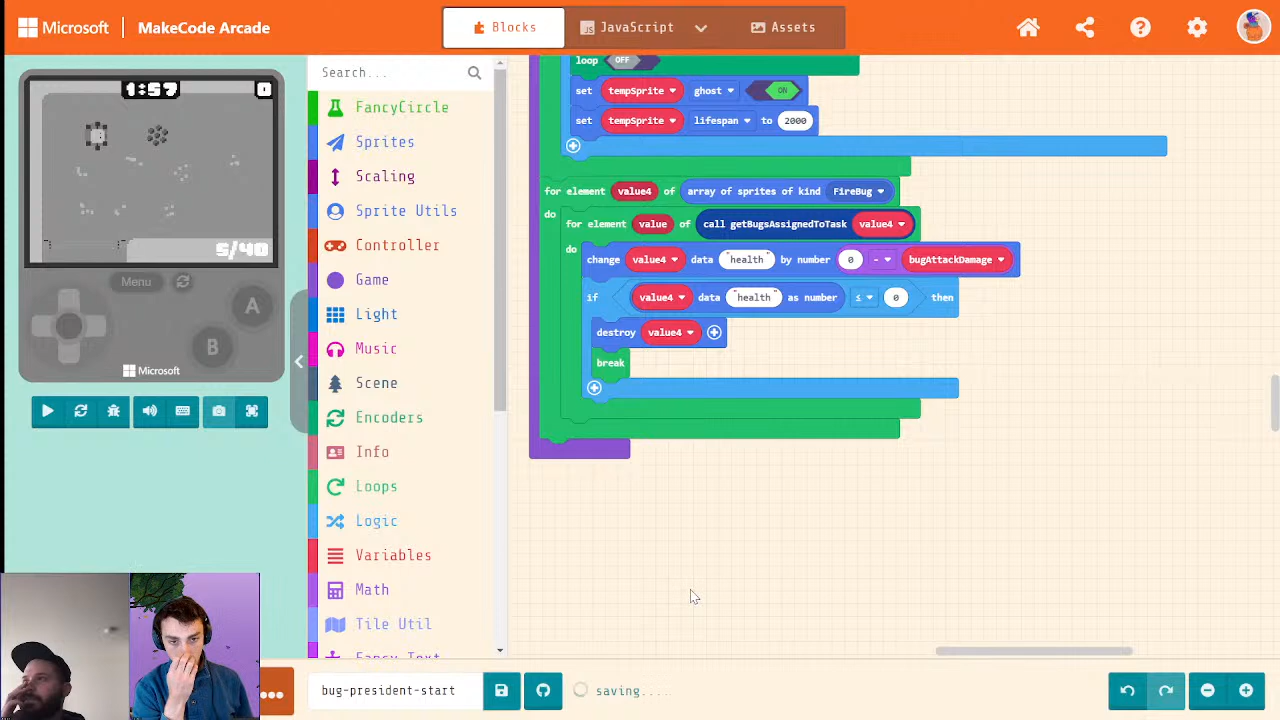 Microsoft
MakeCode Arcade
Blocks
JavaScript
Assets
1:57
0
5/40
Menu
A
B
Microsoft
Search...
FancyCircle
Sprites
Scaling
Sprite Utils
Controller
Game
Light
Music
Scene
Encoders
Info
Loops
Logic
Variables
Math
Tile Util
Fancy Text
loop OFF
set tempSprite ghost ON
set tempSprite lifespan to 2000
for element value4 of array of sprites of kind FireBug
do for element value of call getBugsAssignedToTask value4
do change value4 data "health" by number 0 - bugAttackDamage
if value4 data "health" as number ≤ 0 then
destroy value4
break
bug-president-start
saving...